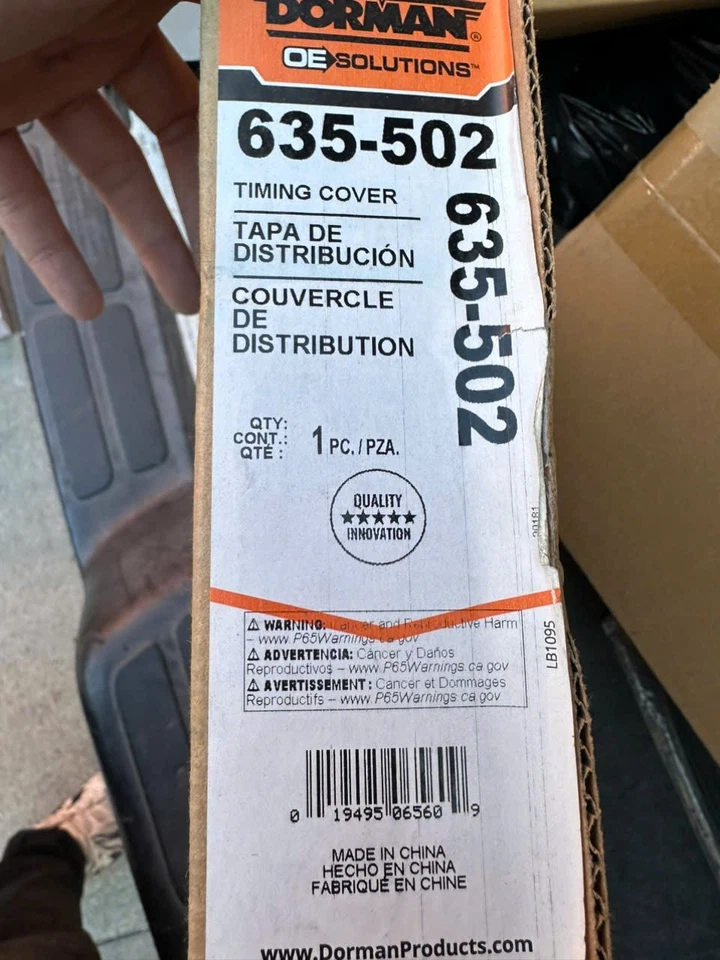 DORMAN®
OE SOLUTIONS™
635-502
TIMING COVER
TAPA DE
DISTRIBUCIÓN
COUVERCLE
DE
DISTRIBUTION
635-502
QTY:
CONT.:
QTÉ :
1 PC. / PZA.
QUALITY
★★★★★
INNOVATION
20181
⚠ WARNING: Cancer and Reproductive Harm
– www.P65Warnings.ca.gov
⚠ ADVERTENCIA: Cáncer y Daños
Reproductivos – www.P65Warnings.ca.gov
⚠ AVERTISSEMENT : Cancer et Dommages
Reproductifs – www.P65Warnings.ca.gov
LB1095
0 19495 06560 9
MADE IN CHINA
HECHO EN CHINA
FABRIQUÉ EN CHINE
www.DormanProducts.com